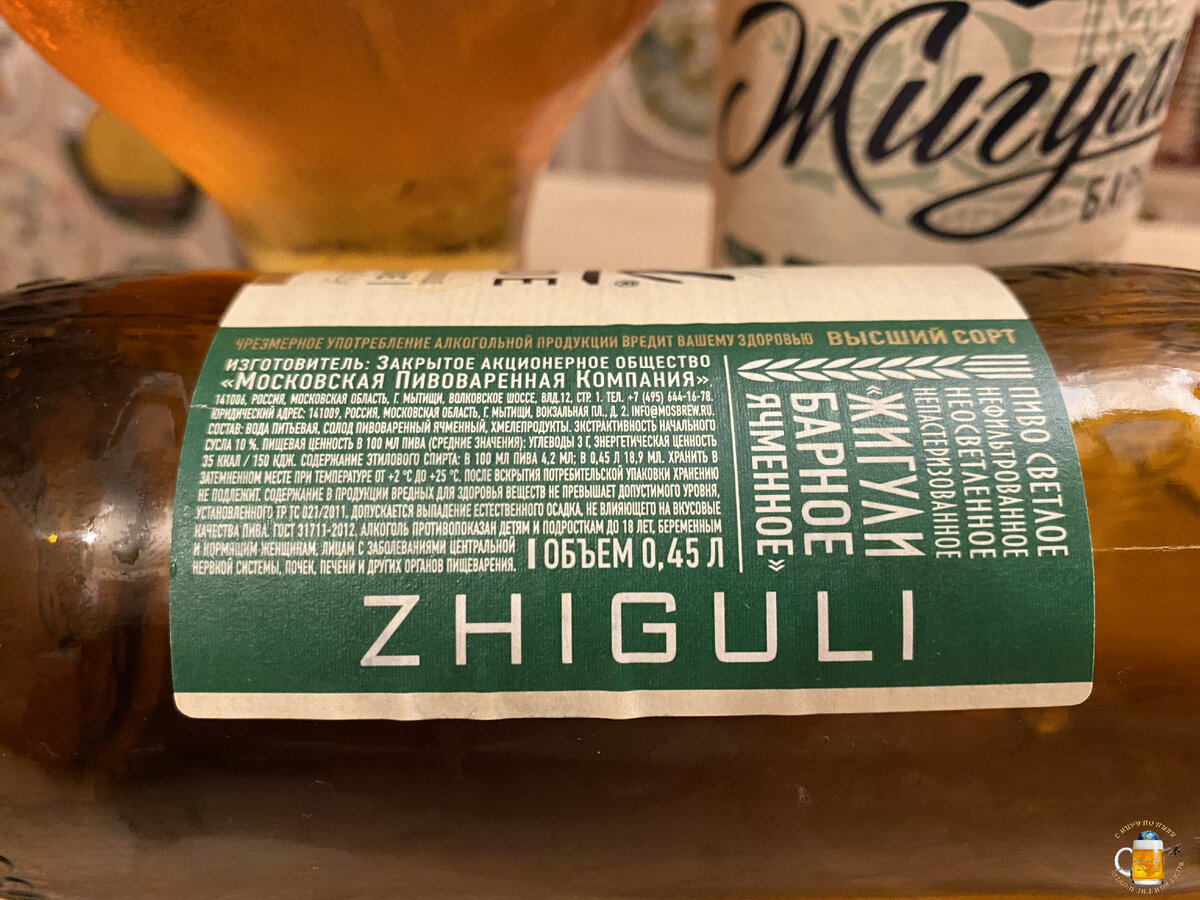 Жигули
ЧРЕЗМЕРНОЕ УПОТРЕБЛЕНИЕ АЛКОГОЛЬНОЙ ПРОДУКЦИИ ВРЕДИТ ВАШЕМУ ЗДОРОВЬЮ ВЫСШИЙ СОРТ
ИЗГОТОВИТЕЛЬ: ЗАКРЫТОЕ АКЦИОНЕРНОЕ ОБЩЕСТВО
«МОСКОВСКАЯ ПИВОВАРЕННАЯ КОМПАНИЯ»
141006, РОССИЯ, МОСКОВСКАЯ ОБЛАСТЬ, Г. МЫТИЩИ, ВОЛКОВСКОЕ ШОССЕ, ВЛД.12, СТР. 1. ТЕЛ. +7 (495) 644-16-78.
ЮРИДИЧЕСКИЙ АДРЕС: 141009, РОССИЯ, МОСКОВСКАЯ ОБЛАСТЬ, Г. МЫТИЩИ, ВОКЗАЛЬНАЯ ПЛ., Д. 2. INFO@MOSBREW.RU.
СОСТАВ: ВОДА ПИТЬЕВАЯ, СОЛОД ПИВОВАРЕННЫЙ ЯЧМЕННЫЙ, ХМЕЛЕПРОДУКТЫ. ЭКСТРАКТИВНОСТЬ НАЧАЛЬНОГО
СУСЛА 10 %. ПИЩЕВАЯ ЦЕННОСТЬ В 100 МЛ ПИВА (СРЕДНИЕ ЗНАЧЕНИЯ): УГЛЕВОДЫ 3 Г, ЭНЕРГЕТИЧЕСКАЯ ЦЕННОСТЬ
35 ККАЛ / 150 КДЖ. СОДЕРЖАНИЕ ЭТИЛОВОГО СПИРТА: В 100 МЛ ПИВА 4,2 МЛ; В 0,45 Л 18,9 МЛ. ХРАНИТЬ В
ЗАТЕМНЕННОМ МЕСТЕ ПРИ ТЕМПЕРАТУРЕ ОТ +2 °С ДО +25 °С. ПОСЛЕ ВСКРЫТИЯ ПОТРЕБИТЕЛЬСКОЙ УПАКОВКИ ХРАНЕНИЮ
НЕ ПОДЛЕЖИТ. СОДЕРЖАНИЕ В ПРОДУКЦИИ ВРЕДНЫХ ДЛЯ ЗДОРОВЬЯ ВЕЩЕСТВ НЕ ПРЕВЫШАЕТ ДОПУСТИМОГО УРОВНЯ,
УСТАНОВЛЕННОГО ТР ТС 021/2011. ДОПУСКАЕТСЯ ВЫПАДЕНИЕ ЕСТЕСТВЕННОГО ОСАДКА, НЕ ВЛИЯЮЩЕГО НА ВКУСОВЫЕ
КАЧЕСТВА ПИВА. ГОСТ 31711-2012. АЛКОГОЛЬ ПРОТИВОПОКАЗАН ДЕТЯМ И ПОДРОСТКАМ ДО 18 ЛЕТ, БЕРЕМЕННЫМ
И КОРМЯЩИМ ЖЕНЩИНАМ, ЛИЦАМ С ЗАБОЛЕВАНИЯМИ ЦЕНТРАЛЬНОЙ
НЕРВНОЙ СИСТЕМЫ, ПОЧЕК, ПЕЧЕНИ И ДРУГИХ ОРГАНОВ ПИЩЕВАРЕНИЯ.
ОБЪЕМ 0,45 Л
ПИВО СВЕТЛОЕ
НЕФИЛЬТРОВАННОЕ
НЕОСВЕТЛЕННОЕ
НЕПАСТЕРИЗОВАННОЕ
«ЖИГУЛИ
БАРНОЕ
ЯЧМЕННОЕ»
ZHIGULI